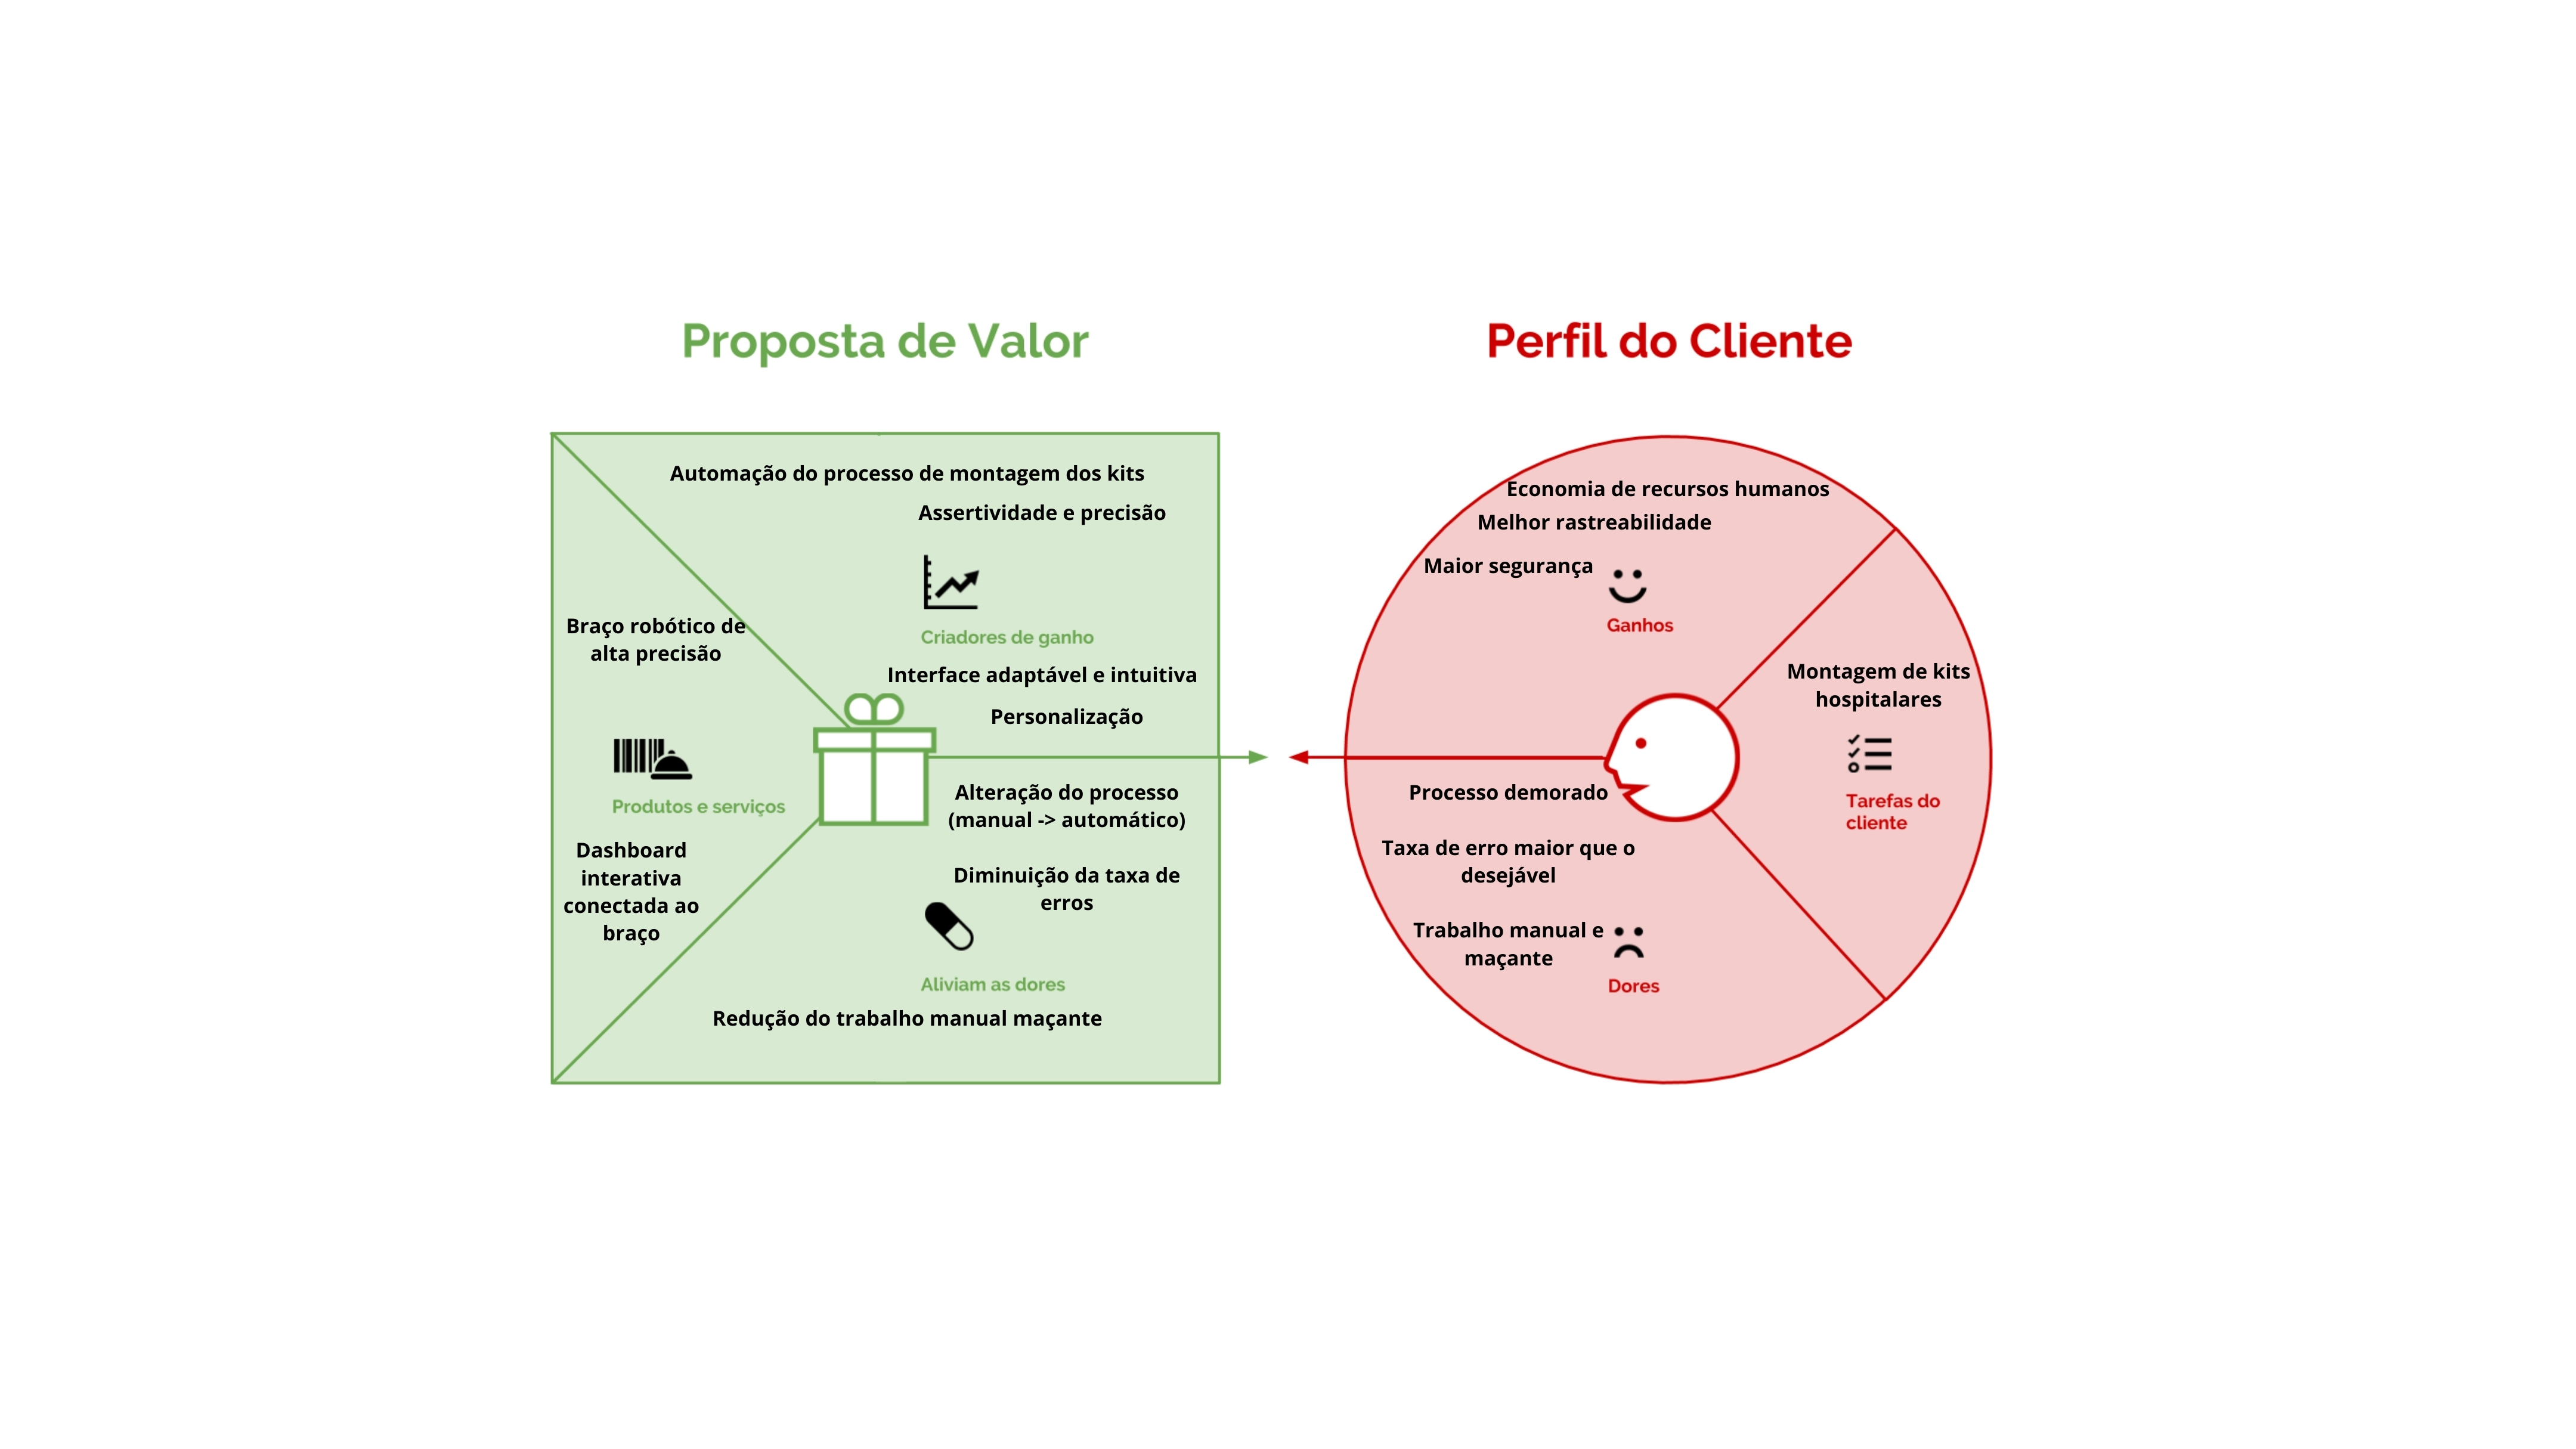 Proposta de Valor
Automação do processo de montagem dos kits
Assertividade e precisão
Criadores de ganho
Interface adaptável e intuitiva
Personalização
Braço robótico de
alta precisão
Produtos e serviços
Dashboard
interativa
conectada ao
braço
Alteração do processo
(manual -> automático)
Diminuição da taxa de
erros
Aliviam as dores
Redução do trabalho manual maçante
Perfil do Cliente
Economia de recursos humanos
Melhor rastreabilidade
Maior segurança
Ganhos
Montagem de kits
hospitalares
Tarefas do
cliente
Processo demorado
Taxa de erro maior que o
desejável
Trabalho manual e
maçante
Dores